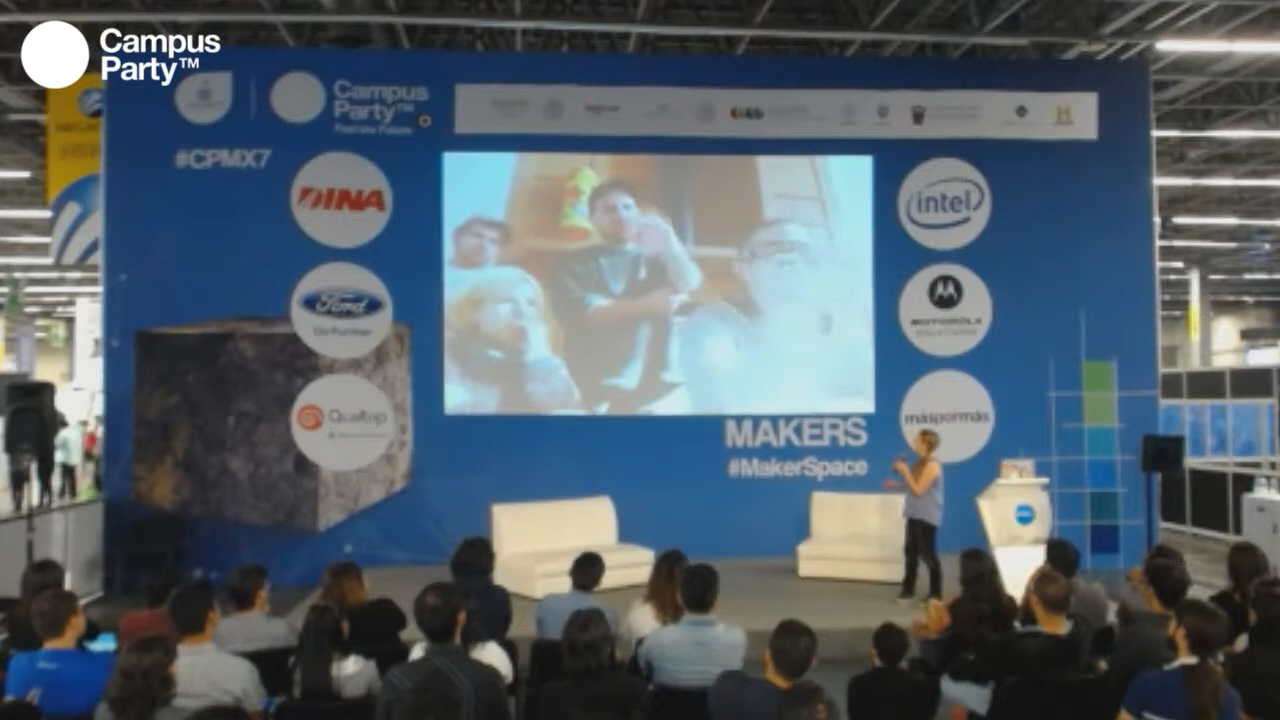 Campus
Party™
Campus
Party™
Feel the Future
#CPMX7
DINA
intel
Ford
MOTOROLA
Qualtop
máspormás
MAKERS
#MakerSpace